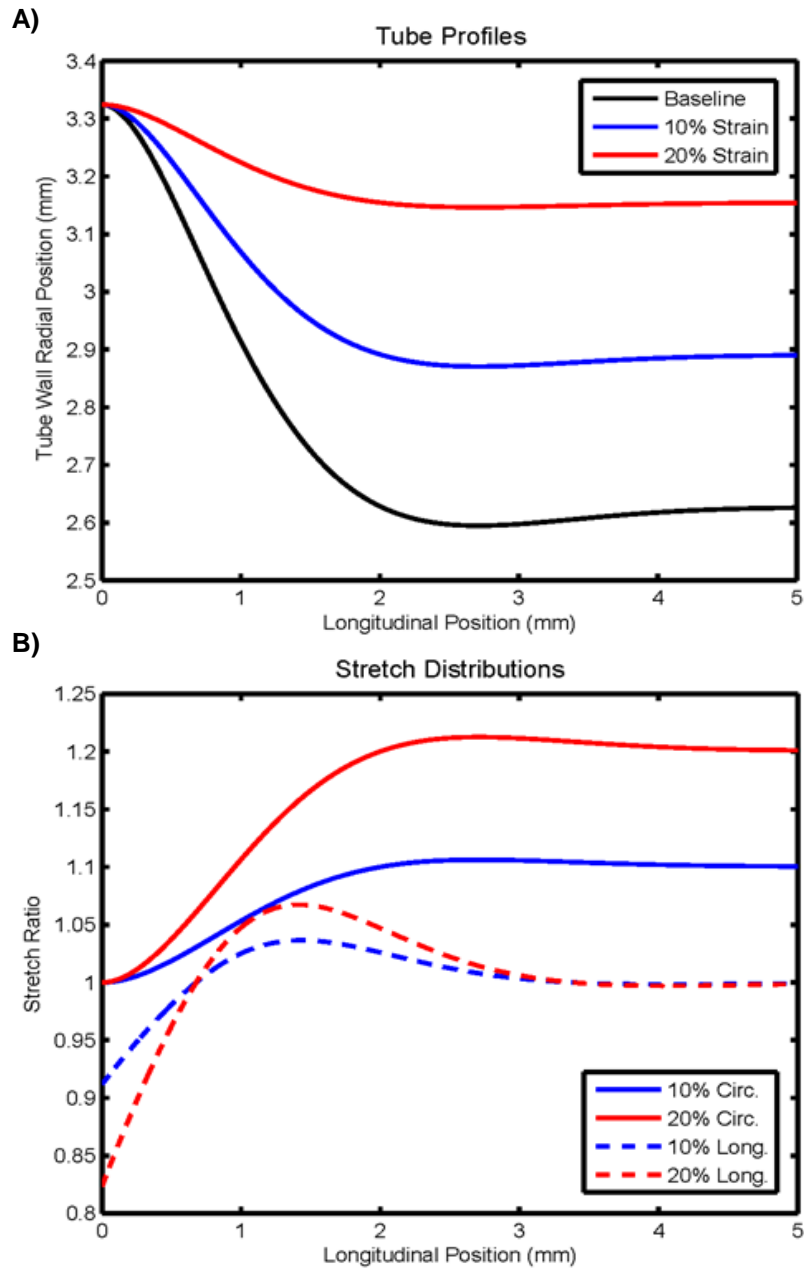 A)
Tube Profiles
3.4
3.3
3.2
3.1
3
2.9
2.8
2.7
2.6
2.5
Tube Wall Radial Position (mm)
Baseline
10% Strain
20% Strain
0
1
2
3
4
5
Longitudinal Position (mm)
B)
Stretch Distributions
1.25
1.2
1.15
1.1
1.05
1
0.95
0.9
0.85
0.8
Stretch Ratio
10% Circ.
20% Circ.
10% Long.
20% Long.
0
1
2
3
4
5
Longitudinal Position (mm)